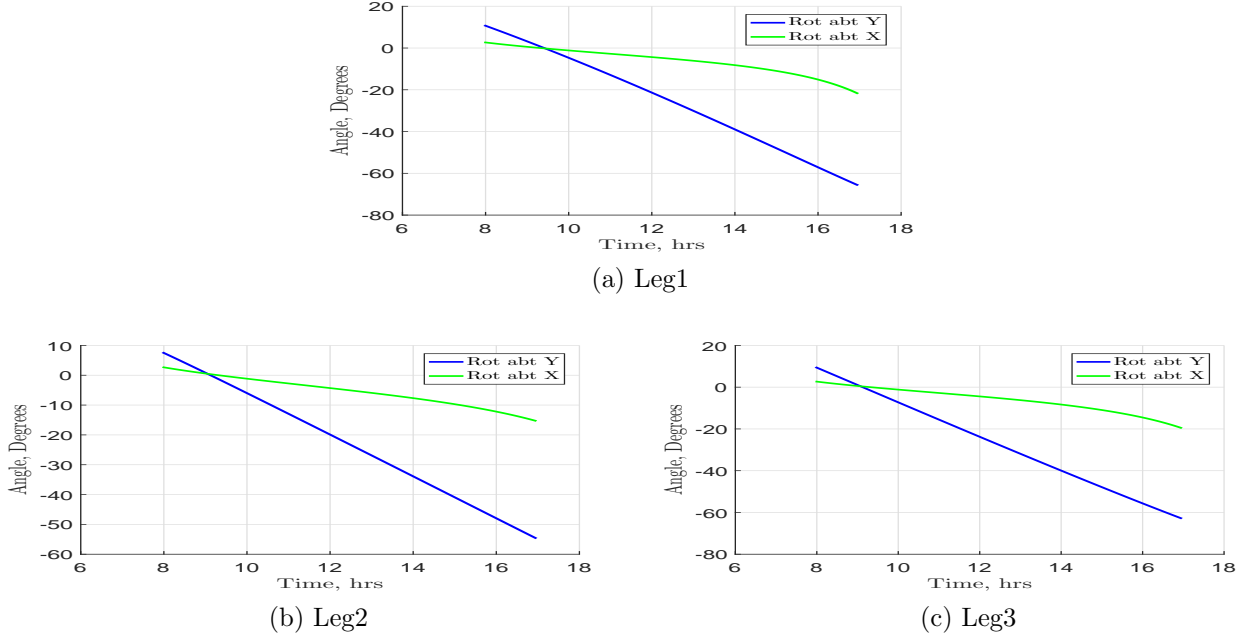 20
0
-20
-40
-60
-80
Angle, Degrees
Rot abt Y
Rot abt X
6 8 10 12 14 16 18
Time, hrs
(a) Leg1
10
0
-10
-20
-30
-40
-50
-60
Angle, Degrees
Rot abt Y
Rot abt X
6 8 10 12 14 16 18
Time, hrs
(b) Leg2
20
0
-20
-40
-60
-80
Angle, Degrees
Rot abt Y
Rot abt X
6 8 10 12 14 16 18
Time, hrs
(c) Leg3